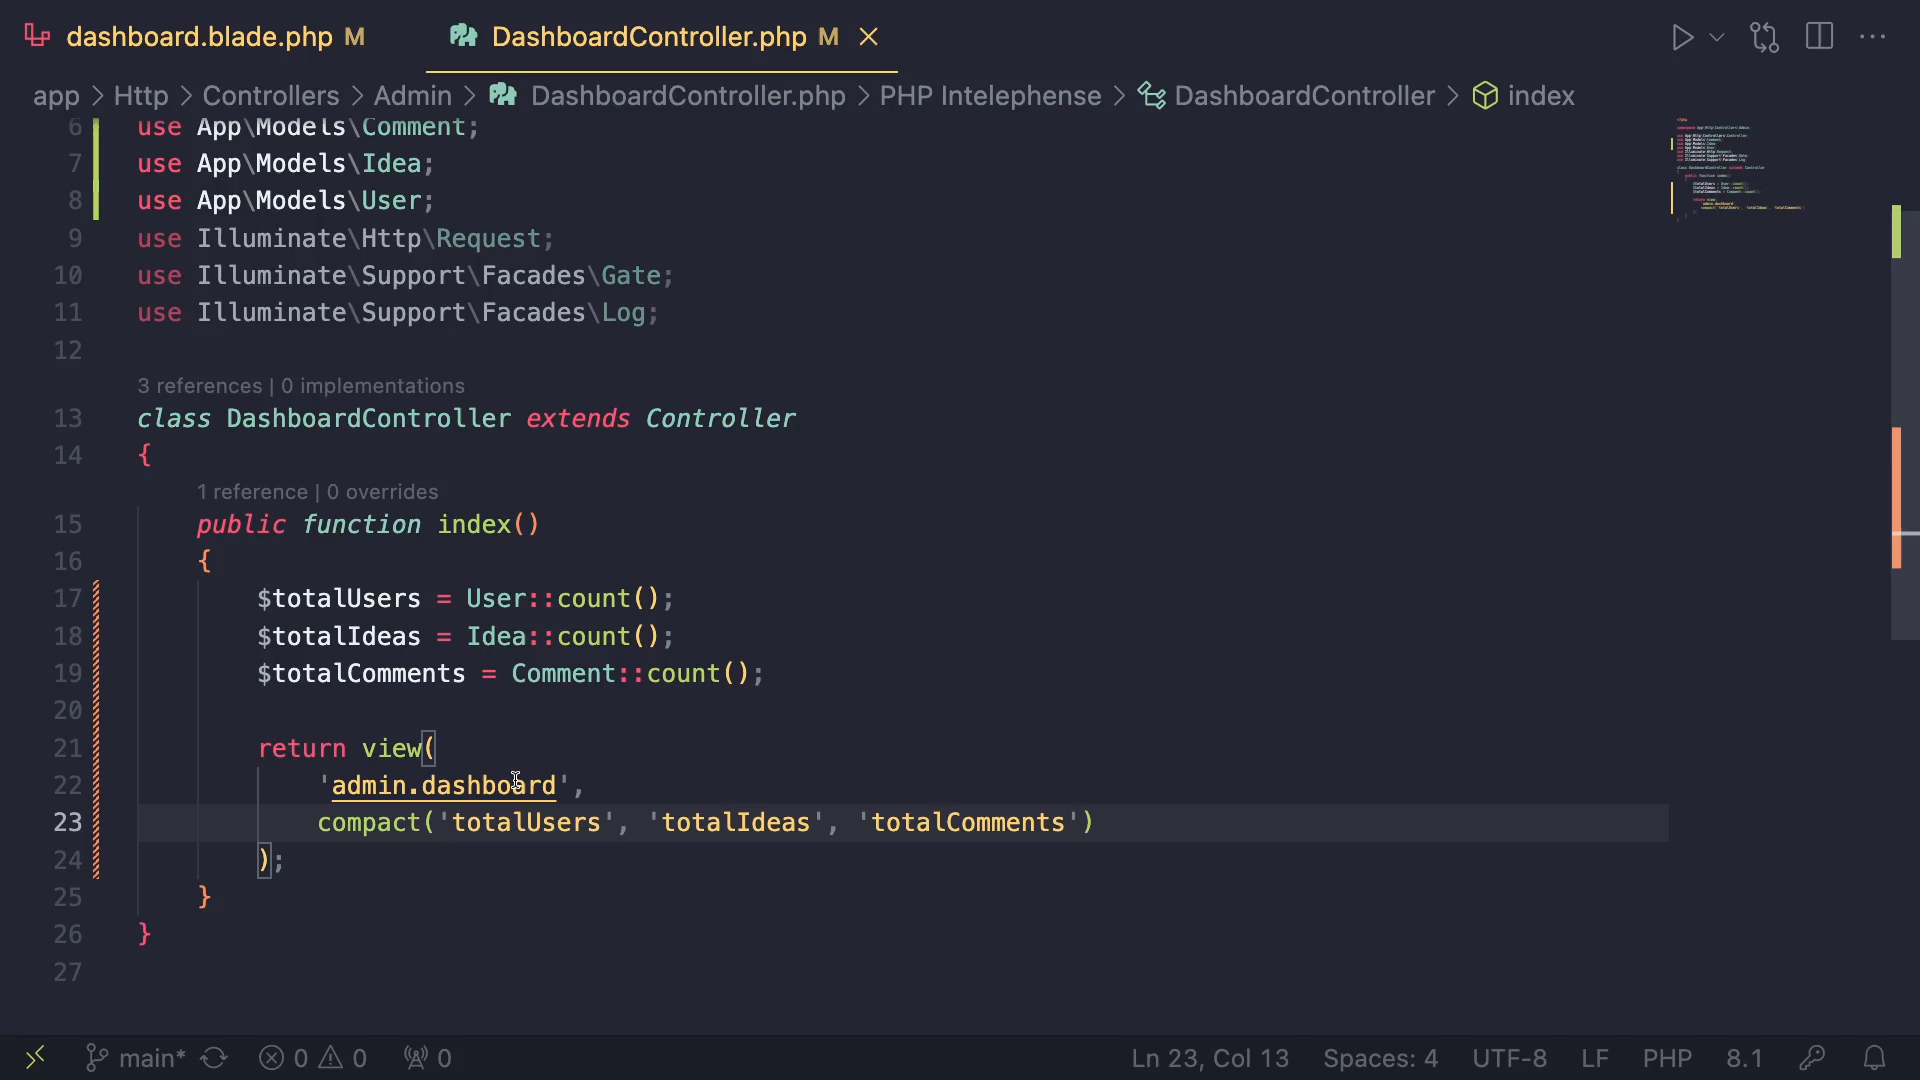 dashboard.blade.php M DashboardController.php M
app > Http > Controllers > Admin > DashboardController.php > PHP Intelephense > DashboardController > index
6 use App\Models\Comment;
7 use App\Models\Idea;
8 use App\Models\User;
9 use Illuminate\Http\Request;
10 use Illuminate\Support\Facades\Gate;
11 use Illuminate\Support\Facades\Log;
12
3 references | 0 implementations
13 class DashboardController extends Controller
14 {
1 reference | 0 overrides
15 public function index()
16 {
17 $totalUsers = User::count();
18 $totalIdeas = Idea::count();
19 $totalComments = Comment::count();
20
21 return view(
22 'admin.dashboard',
23 compact('totalUsers', 'totalIdeas', 'totalComments')
24 );
25 }
26 }
27
main* 0 0 0 Ln 23, Col 13 Spaces: 4 UTF-8 LF PHP 8.1